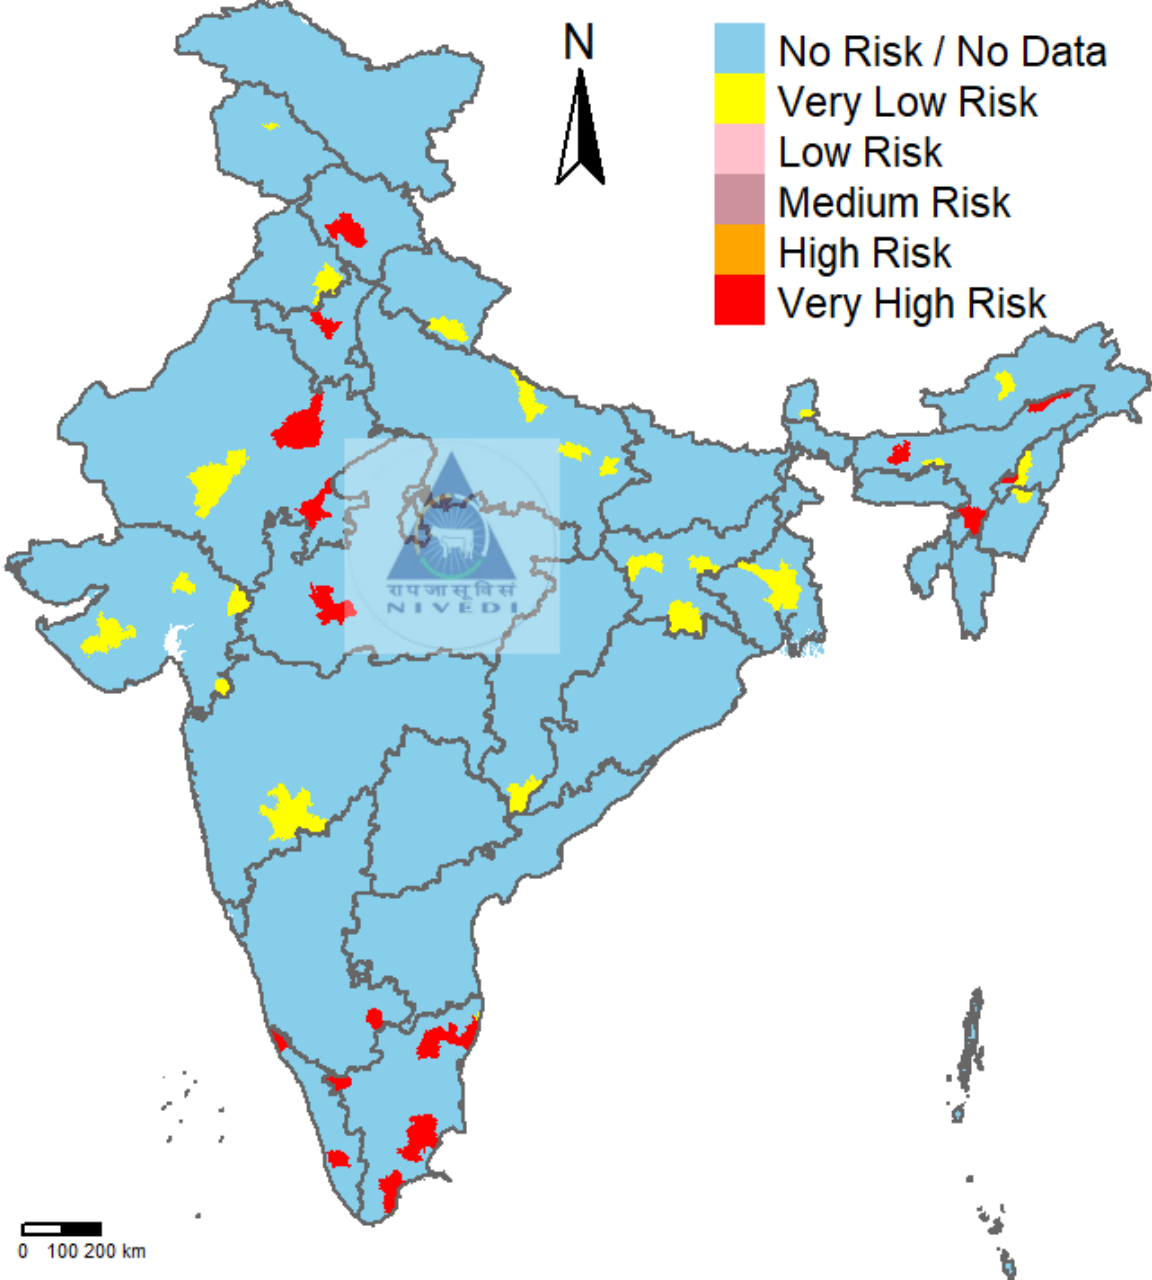 N
No Risk / No Data
Very Low Risk
Low Risk
Medium Risk
High Risk
Very High Risk
राप जा सू वि सं
NIVEDI
0 100 200 km